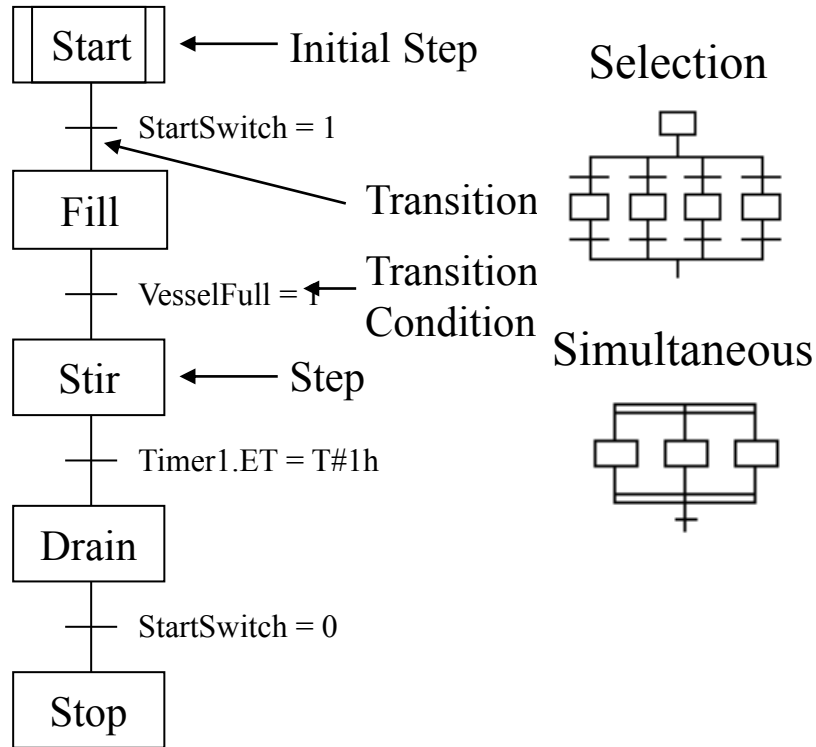 Start
Initial Step
StartSwitch = 1
Fill
Transition
VesselFull = 1
Transition
Condition
Stir
Step
Timer1.ET = T#1h
Drain
StartSwitch = 0
Stop
Selection
Simultaneous